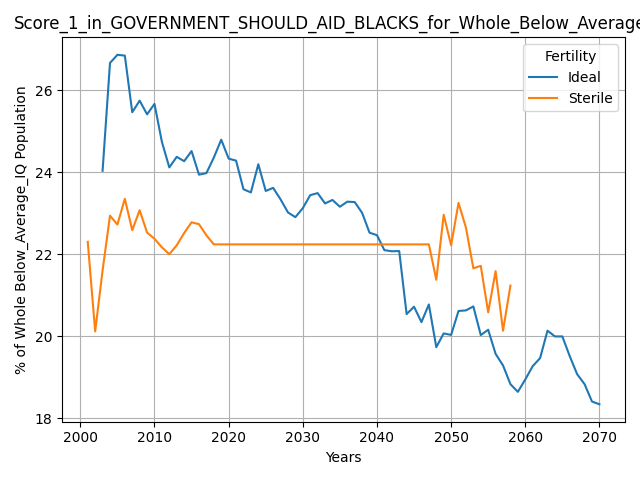 Score_1_in_GOVERNMENT_SHOULD_AID_BLACKS_for_Whole_Below_Average
Fertility
Ideal
Sterile
% of Whole Below_Average_IQ Population
26
24
22
20
18
2000 2010 2020 2030 2040 2050 2060 2070
Years